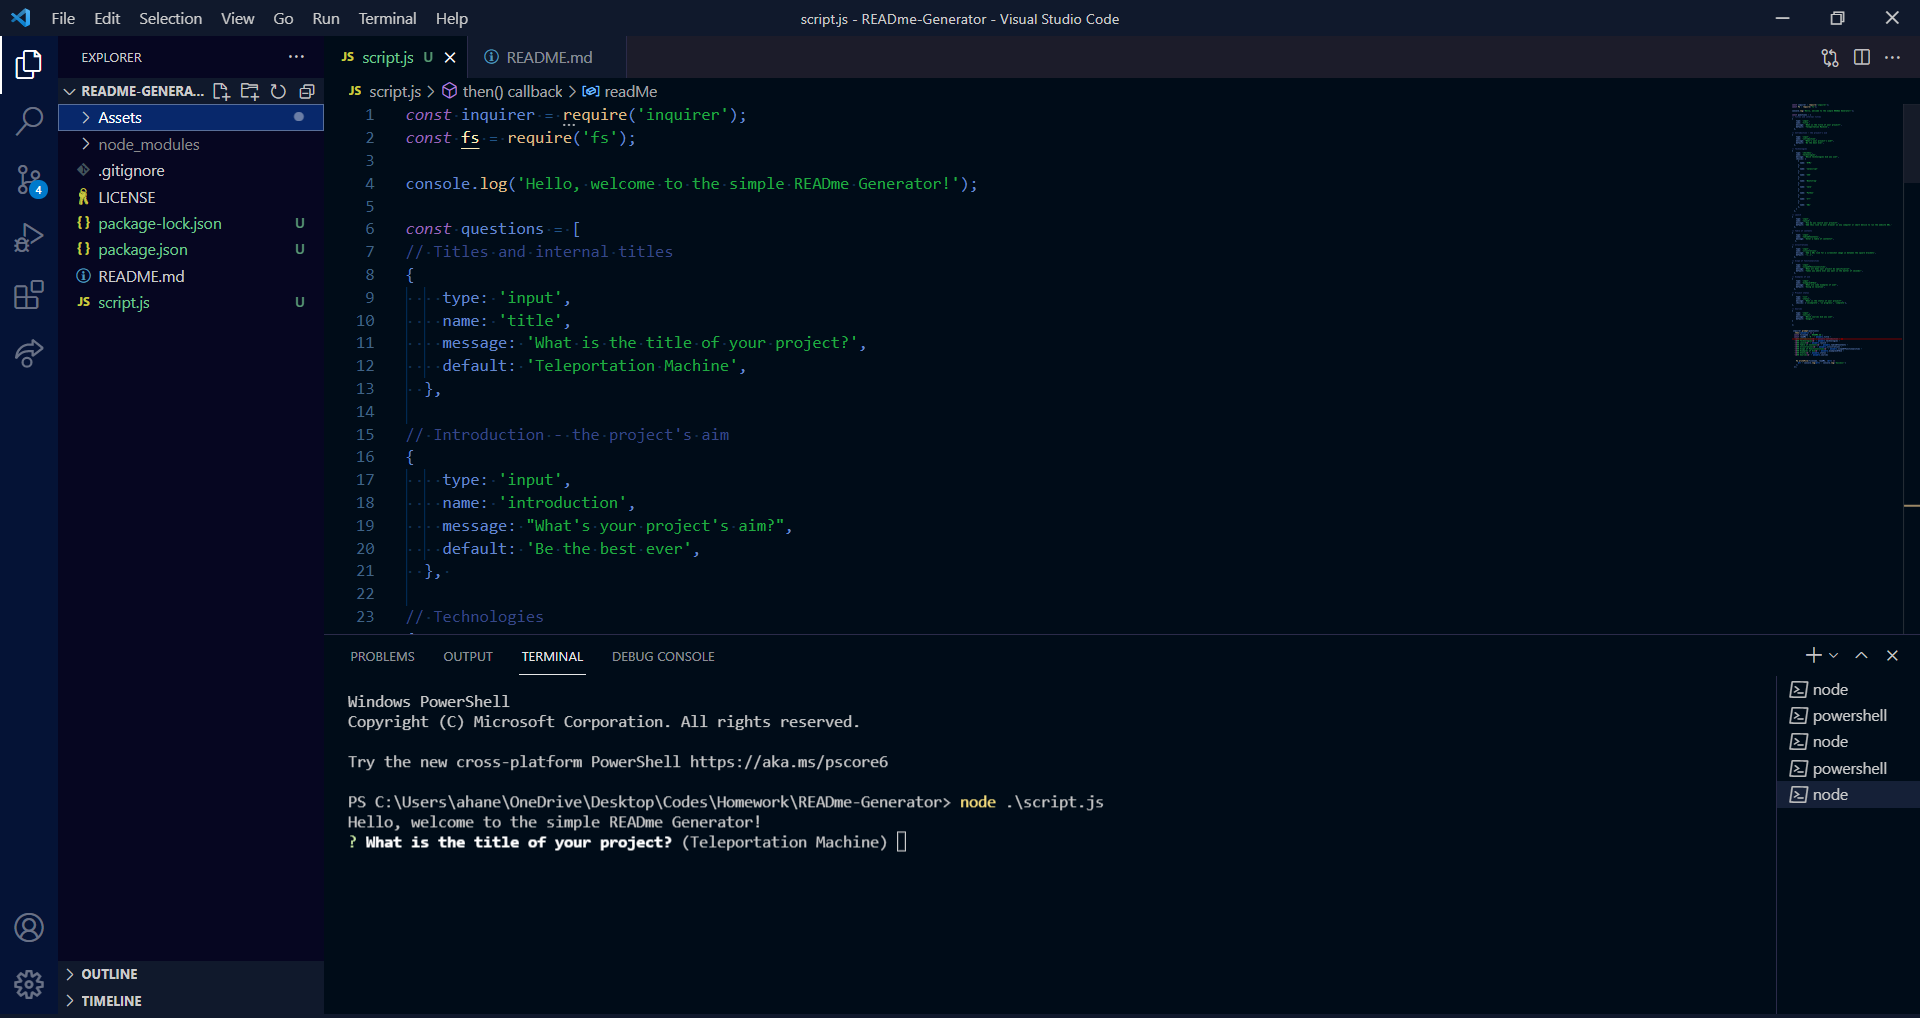 File Edit Selection View Go Run Terminal Help
script.js - READme-Generator - Visual Studio Code
EXPLORER
README-GENERA...
Assets
node_modules
.gitignore
LICENSE
package-lock.json U
package.json U
README.md
script.js U
4
OUTLINE
TIMELINE
JS script.js U
README.md
JS script.js > then() callback > readMe
1 const inquirer = require('inquirer');
2 const fs = require('fs');
3
4 console.log('Hello, welcome to the simple READme Generator!');
5
6 const questions = [
7 // Titles and internal titles
8 {
9 type: 'input',
10 name: 'title',
11 message: 'What is the title of your project?',
12 default: 'Teleportation Machine',
13 },
14
15 // Introduction - the project's aim
16 {
17 type: 'input',
18 name: 'introduction',
19 message: "What's your project's aim?",
20 default: 'Be the best ever',
21 },
22
23 // Technologies
PROBLEMS OUTPUT TERMINAL DEBUG CONSOLE
Windows PowerShell
Copyright (C) Microsoft Corporation. All rights reserved.
Try the new cross-platform PowerShell https://aka.ms/pscore6
PS C:\Users\ahane\OneDrive\Desktop\Codes\Homework\READme-Generator> node .\script.js
Hello, welcome to the simple READme Generator!
? What is the title of your project? (Teleportation Machine)
node
powershell
node
powershell
node